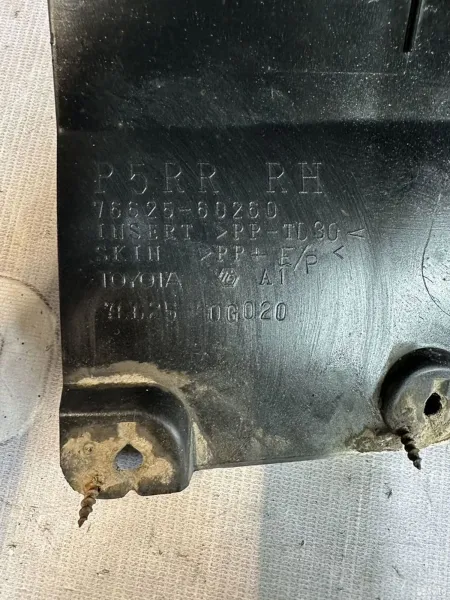 P5RR RH
76625-60260
INSERT >PP-TD30<
SKIN >PP+E/P<
TOYOTA A1
0G020